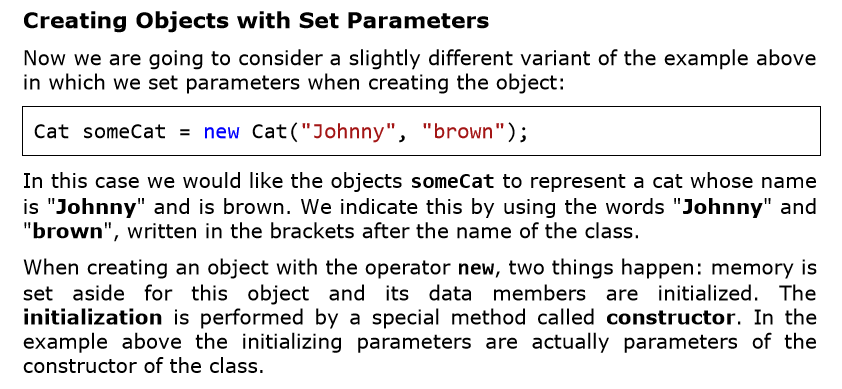 Creating Objects with Set Parameters
Now we are going to consider a slightly different variant of the example above
in which we set parameters when creating the object:
Cat someCat = new Cat("Johnny", "brown");
In this case we would like the objects someCat to represent a cat whose name
is "Johnny" and is brown. We indicate this by using the words "Johnny" and
"brown", written in the brackets after the name of the class.
When creating an object with the operator new, two things happen: memory is
set aside for this object and its data members are initialized. The
initialization is performed by a special method called constructor. In the
example above the initializing parameters are actually parameters of the
constructor of the class.